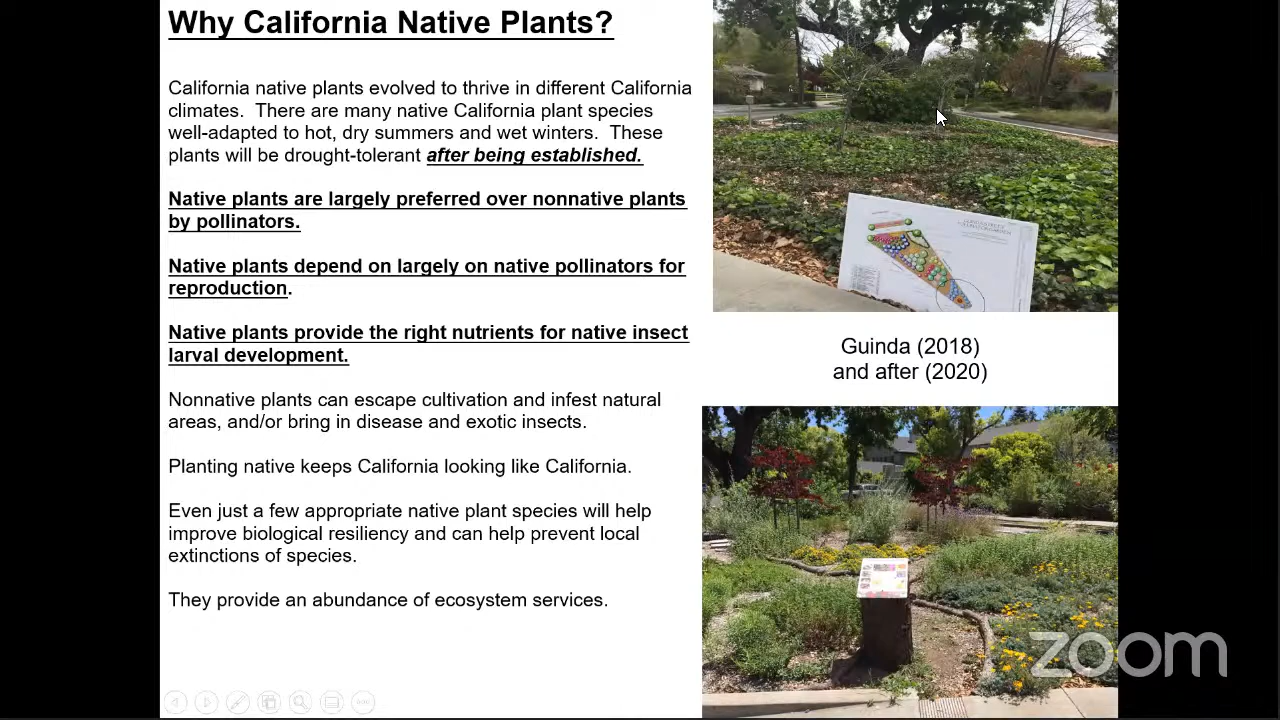 Why California Native Plants?
California native plants evolved to thrive in different California
climates.  There are many native California plant species
well-adapted to hot, dry summers and wet winters.  These
plants will be drought-tolerant after being established.
Native plants are largely preferred over nonnative plants
by pollinators.
Native plants depend on largely on native pollinators for
reproduction.
Native plants provide the right nutrients for native insect
larval development.
Nonnative plants can escape cultivation and infest natural
areas, and/or bring in disease and exotic insects.
Planting native keeps California looking like California.
Even just a few appropriate native plant species will help
improve biological resiliency and can help prevent local
extinctions of species.
They provide an abundance of ecosystem services.
Guinda (2018)
and after (2020)
zoom